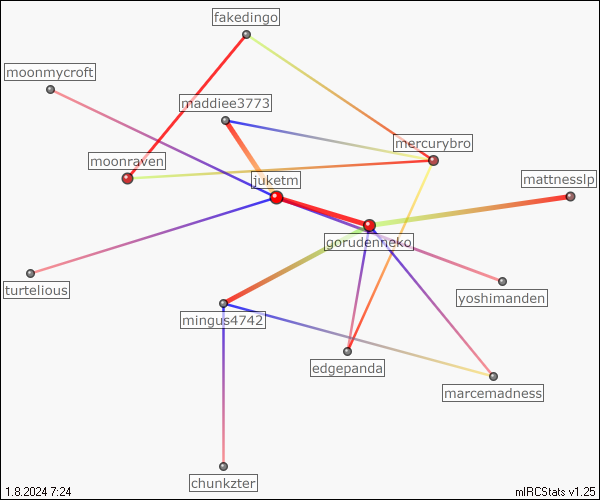 fakedingo
moonmycroft
maddiee3773
mercurybro
moonraven
juketm
mattnesslp
gorudenneko
turtelious
yoshimanden
mingus4742
edgepanda
marcemadness
chunkzter
1.8.2024 7:24
mIRCStats v1.25